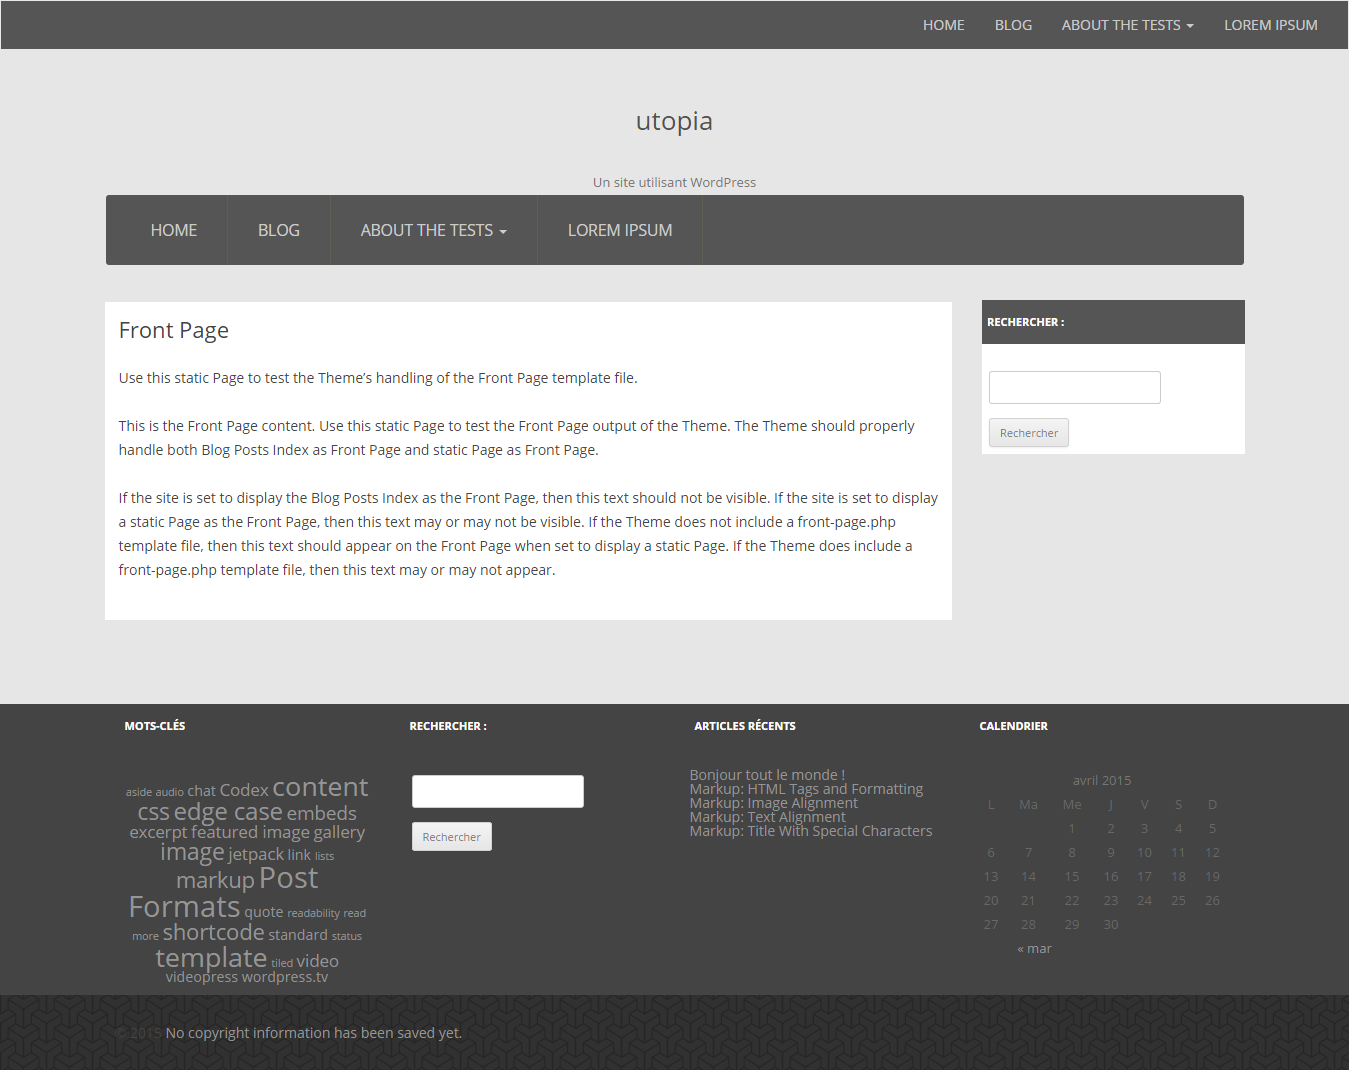 HOME BLOG ABOUT THE TESTS LOREM IPSUM
utopia
Un site utilisant WordPress
HOME BLOG ABOUT THE TESTS LOREM IPSUM
Front Page
Use this static Page to test the Theme’s handling of the Front Page template file.
This is the Front Page content. Use this static Page to test the Front Page output of the Theme. The Theme should properly
handle both Blog Posts Index as Front Page and static Page as Front Page.
If the site is set to display the Blog Posts Index as the Front Page, then this text should not be visible. If the site is set to display
a static Page as the Front Page, then this text may or may not be visible. If the Theme does not include a front-page.php
template file, then this text should appear on the Front Page when set to display a static Page. If the Theme does include a
front-page.php template file, then this text may or may not appear.
RECHERCHER :
Rechercher
MOTS-CLÉS
aside audio chat Codex content
css edge case embeds
excerpt featured image gallery
image jetpack link lists
markup Post
Formats quote readability read
more shortcode standard status
template tiled video
videopress wordpress.tv
RECHERCHER :
Rechercher
ARTICLES RÉCENTS
Bonjour tout le monde !
Markup: HTML Tags and Formatting
Markup: Image Alignment
Markup: Text Alignment
Markup: Title With Special Characters
CALENDRIER
avril 2015
L Ma Me J V S D
1 2 3 4 5
6 7 8 9 10 11 12
13 14 15 16 17 18 19
20 21 22 23 24 25 26
27 28 29 30
« mar
© 2015 No copyright information has been saved yet.